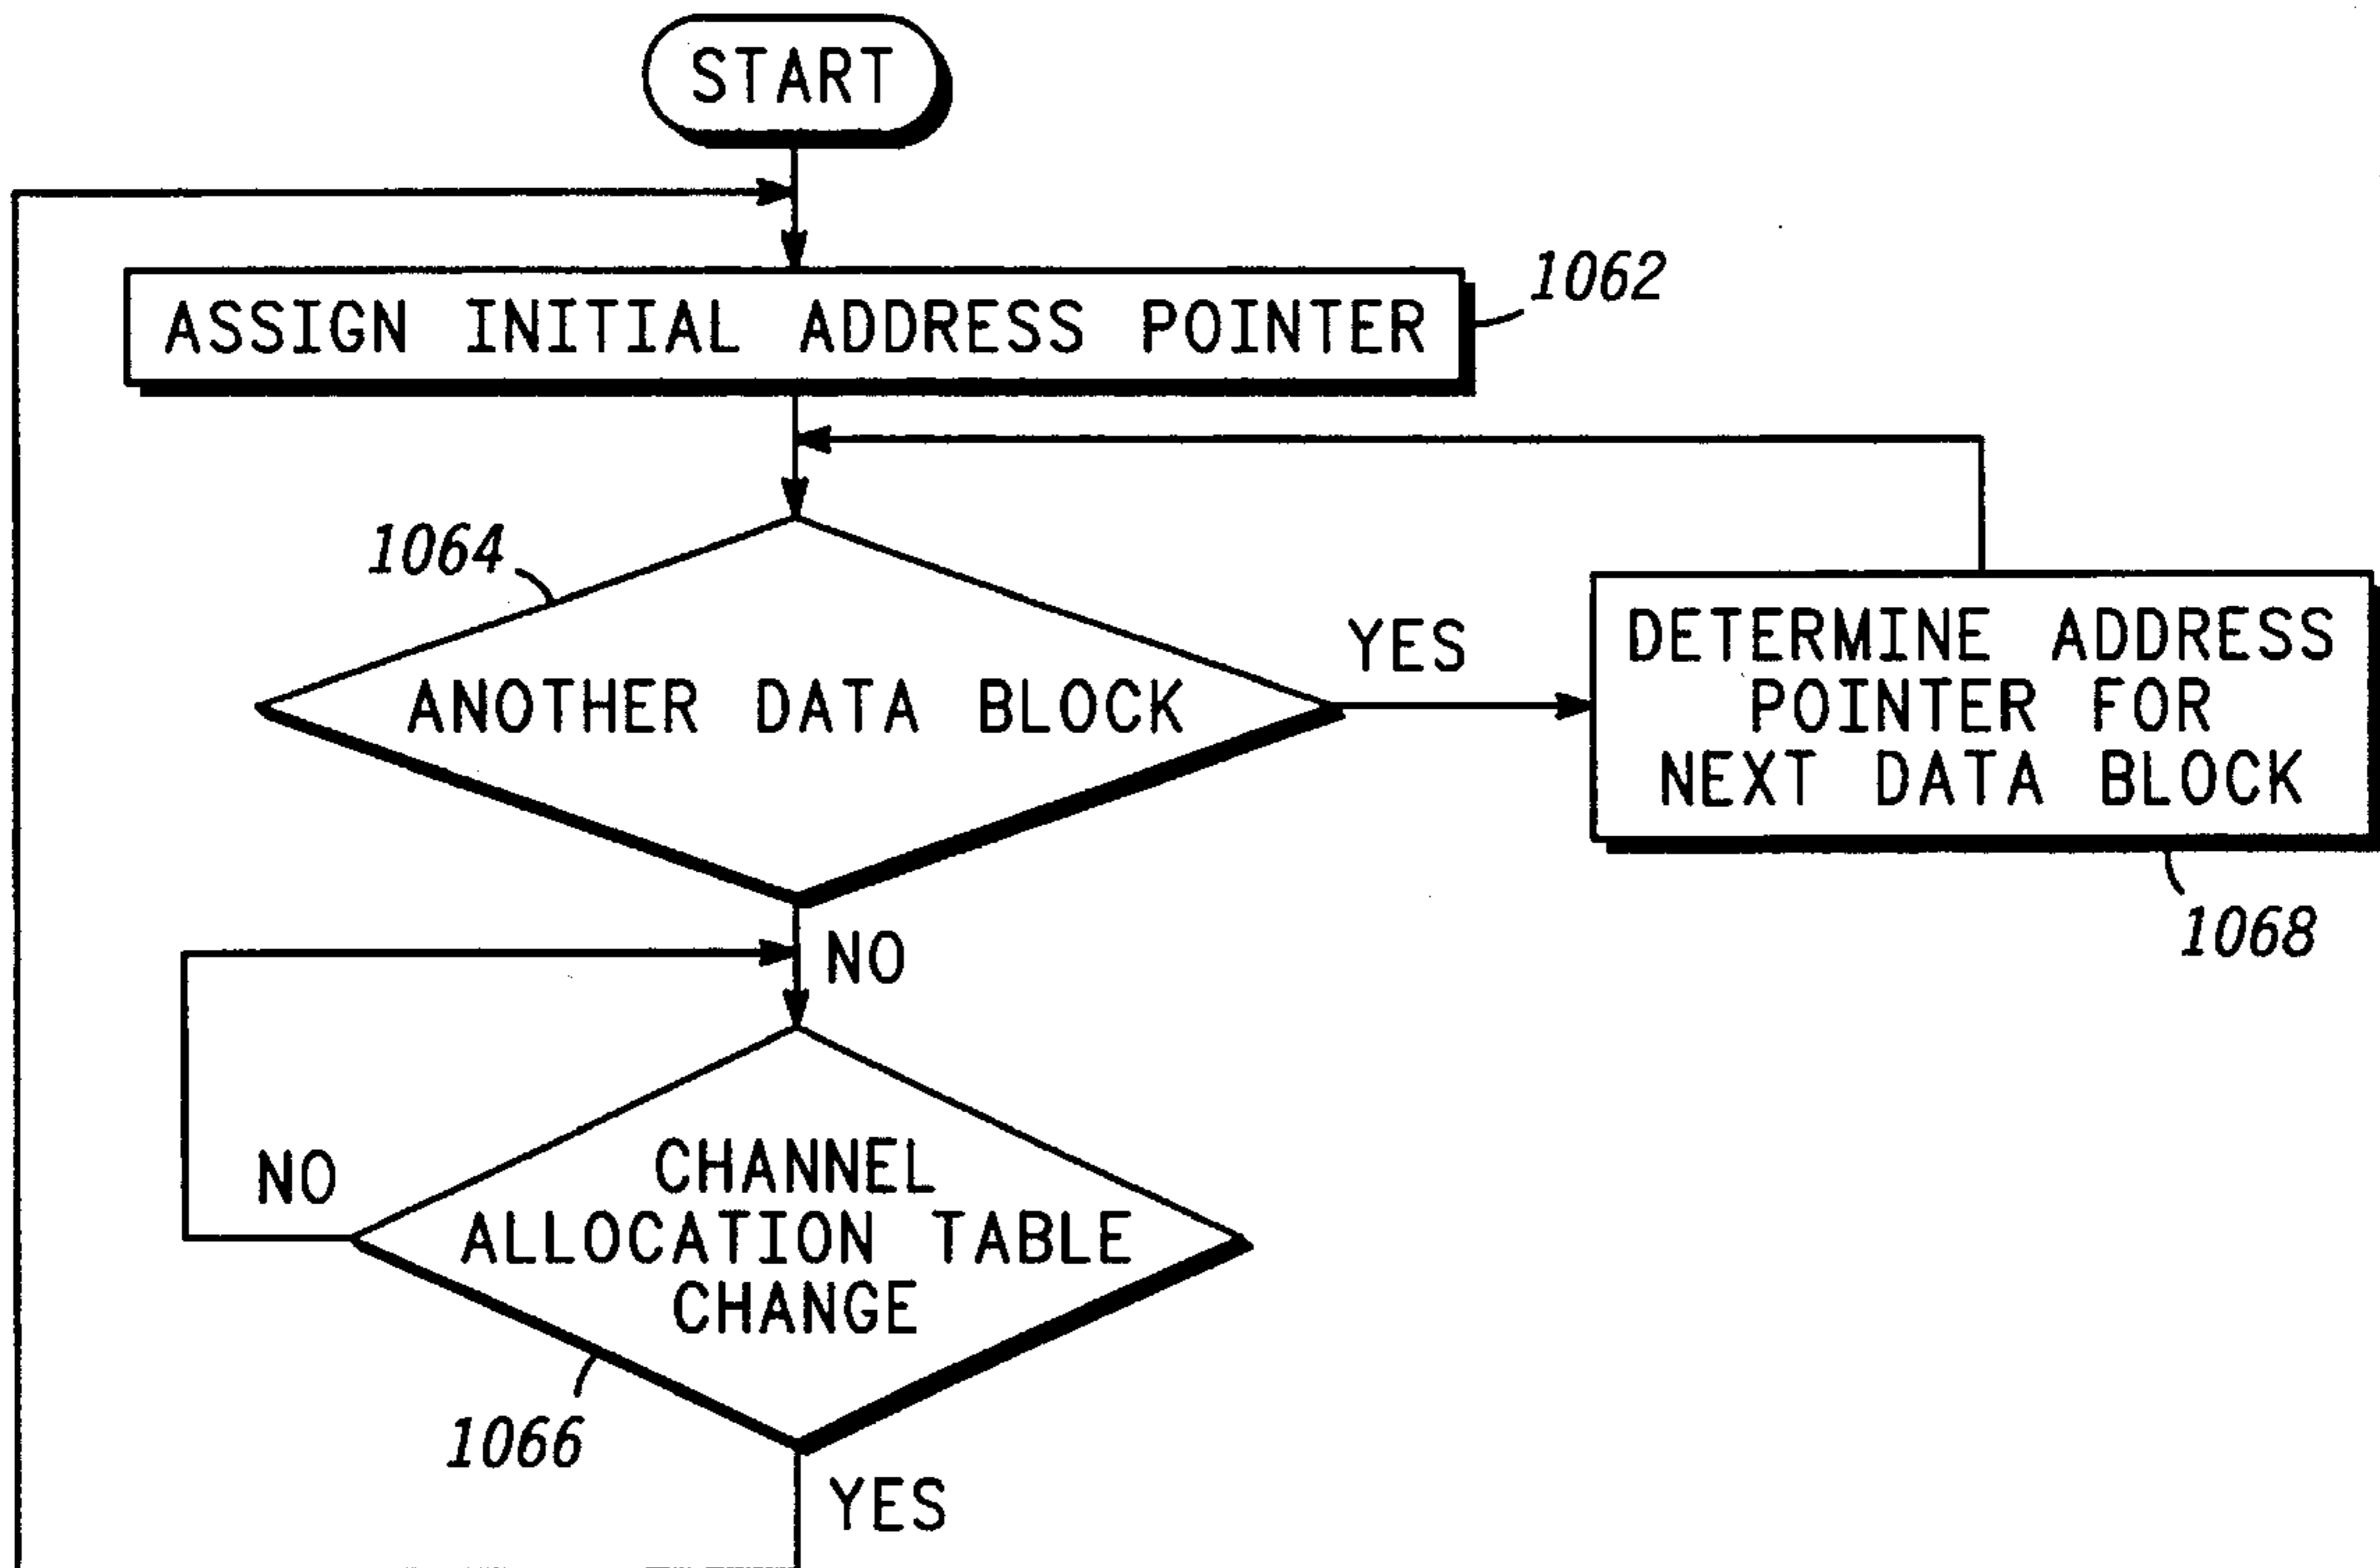 START
ASSIGN INITIAL ADDRESS POINTER
1062
1064
ANOTHER DATA BLOCK
YES
DETERMINE ADDRESS
POINTER FOR
NEXT DATA BLOCK
1068
NO
NO
CHANNEL
ALLOCATION TABLE
CHANGE
1066
YES